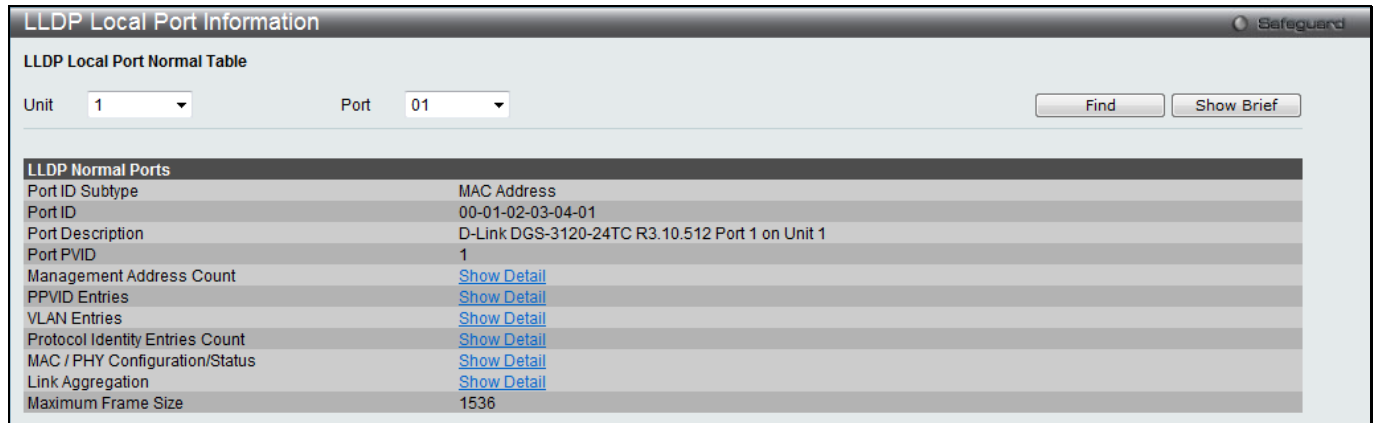 LLDP Local Port Information Safeguard
LLDP Local Port Normal Table
Unit 1 Port 01 Find Show Brief
LLDP Normal Ports
Port ID Subtype MAC Address
Port ID 00-01-02-03-04-01
Port Description D-Link DGS-3120-24TC R3.10.512 Port 1 on Unit 1
Port PVID 1
Management Address Count Show Detail
PPVID Entries Show Detail
VLAN Entries Show Detail
Protocol Identity Entries Count Show Detail
MAC / PHY Configuration/Status Show Detail
Link Aggregation Show Detail
Maximum Frame Size 1536